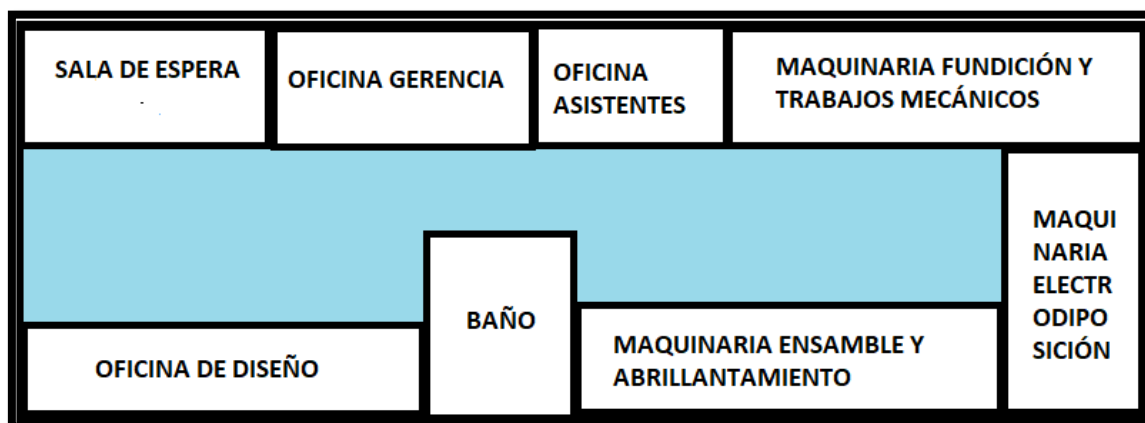 SALA DE ESPERA
OFICINA GERENCIA
OFICINA
ASISTENTES
MAQUINARIA FUNDICIÓN Y
TRABAJOS MECÁNICOS
MAQUI
NARIA
ELECTR
ODIPO
SICIÓN
BAÑO
OFICINA DE DISEÑO
MAQUINARIA ENSAMBLE Y
ABRILLANTAMIENTO